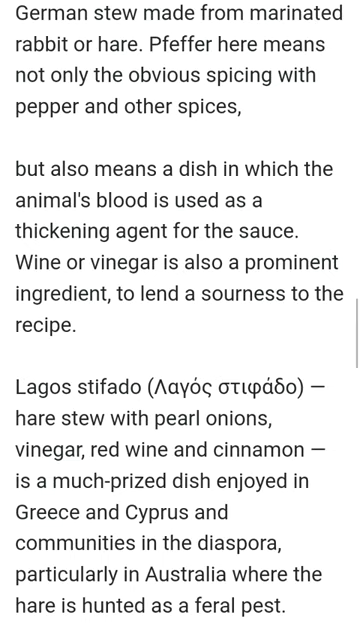 German stew made from marinated
rabbit or hare. Pfeffer here means
not only the obvious spicing with
pepper and other spices,
but also means a dish in which the
animal's blood is used as a
thickening agent for the sauce.
Wine or vinegar is also a prominent
ingredient, to lend a sourness to the
recipe.
Lagos stifado (Λαγός στιφάδο) —
hare stew with pearl onions,
vinegar, red wine and cinnamon —
is a much-prized dish enjoyed in
Greece and Cyprus and
communities in the diaspora,
particularly in Australia where the
hare is hunted as a feral pest.